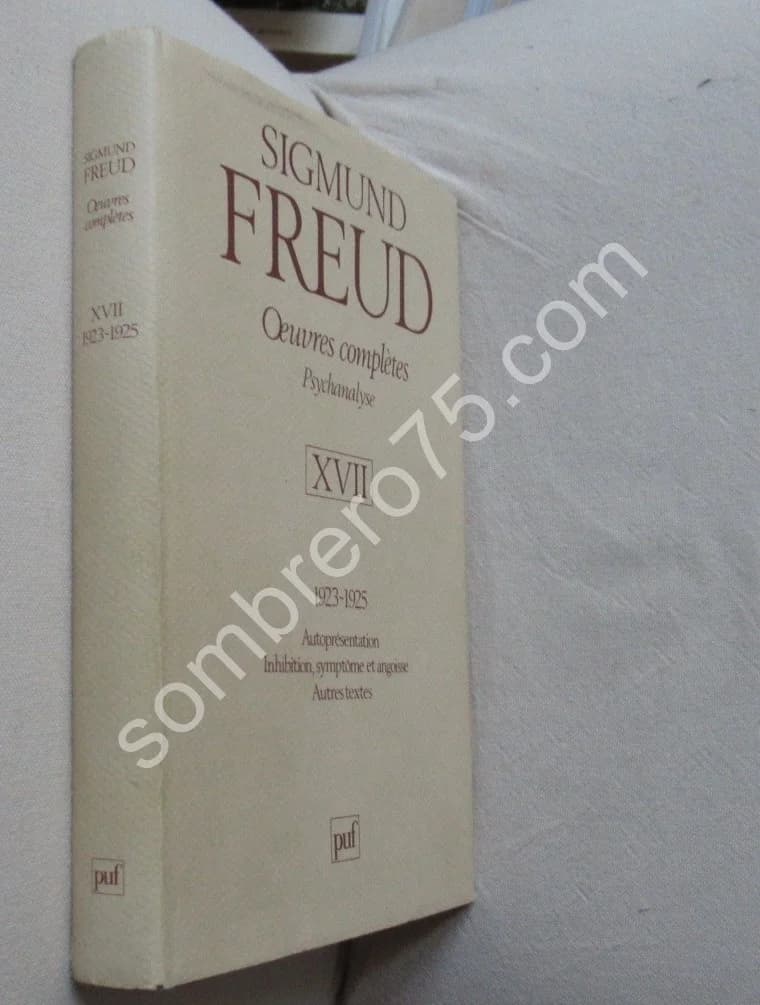 SIGMUND
FREUD
Œuvres
complètes
XVII
1923-1925
puf
SIGMUND
FREUD
Œuvres complètes
Psychanalyse
XVII
1923-1925
Autoprésentation
Inhibition, symptôme et angoisse
Autres textes
puf
sombrero75.com